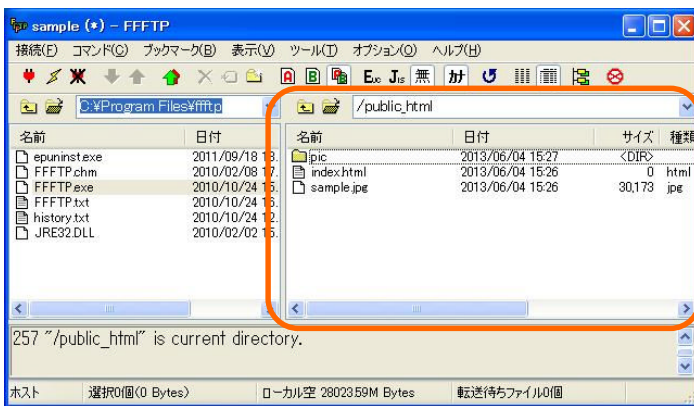 sample (*) - FFFTP
接続(F) コマンド(C) ブックマーク(B) 表示(V) ツール(T) オプション(O) ヘルプ(H)
A B Euc JIS 無 カナ
C:¥Program Files¥ffftp
/public_html
名前 日付
epuninst.exe 2011/09/18
FFFTP.chm 2010/02/08
FFFTP.exe 2010/10/24
FFFTP.txt 2010/10/24
history.txt 2010/10/24
JRE32.DLL 2010/02/02
名前 日付 サイズ 種類
pic 2013/06/04 15:27 <DIR>
index.html 2013/06/04 15:26 0 html
sample.jpg 2013/06/04 15:26 30,173 jpg
257 "/public_html" is current directory.
ホスト 選択0個(0 Bytes) ローカル空 28023.59M Bytes 転送待ちファイル0個